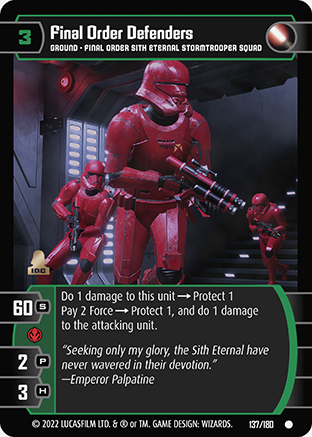 3 Final Order Defenders
GROUND - FINAL ORDER SITH ETERNAL STORMTROOPER SQUAD
IBC
60 S
2 P
3 H
Do 1 damage to this unit → Protect 1
Pay 2 Force → Protect 1, and do 1 damage
to the attacking unit.
“Seeking only my glory, the Sith Eternal have
never wavered in their devotion.”
—Emperor Palpatine
© 2022 LUCASFILM LTD. & ® or TM. GAME DESIGN: WIZARDS. 137/180